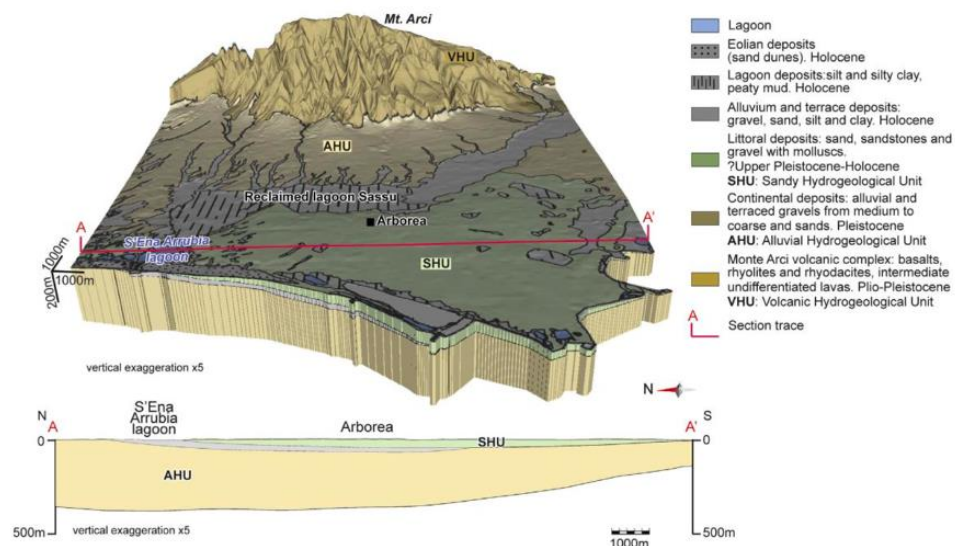 Mt. Arci
VHU
AHU
Reclaimed lagoon Sassu
Arborea
A
A'
S'Ena Arrubia
lagoon
SHU
1000m
200m
1000m
vertical exaggeration x5
N
Lagoon
Eolian deposits
(sand dunes). Holocene
Lagoon deposits:silt and silty clay,
peaty mud. Holocene
Alluvium and terrace deposits:
gravel, sand, silt and clay. Holocene
Littoral deposits: sand, sandstones and
gravel with molluscs.
?Upper Pleistocene-Holocene
SHU: Sandy Hydrogeological Unit
Continental deposits: alluvial and
terraced gravels from medium to
coarse and sands. Pleistocene
AHU: Alluvial Hydrogeological Unit
Monte Arci volcanic complex: basalts,
rhyolites and rhyodacites, intermediate
undifferentiated lavas. Plio-Pleistocene
VHU: Volcanic Hydrogeological Unit
A
Section trace
N
A
S'Ena
Arrubia
lagoon
Arborea
S
A'
0
SHU
0
AHU
500m
vertical exaggeration x5
1000m
500m